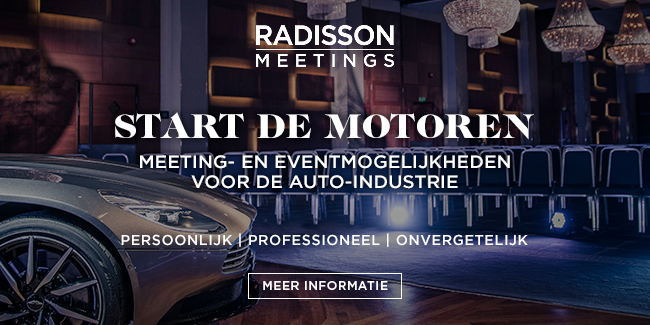 RADISSON
MEETINGS
START DE MOTOREN
MEETING- EN EVENTMOGELIJKHEDEN
VOOR DE AUTO-INDUSTRIE
PERSOONLIJK | PROFESSIONEEL | ONVERGETELIJK
MEER INFORMATIE